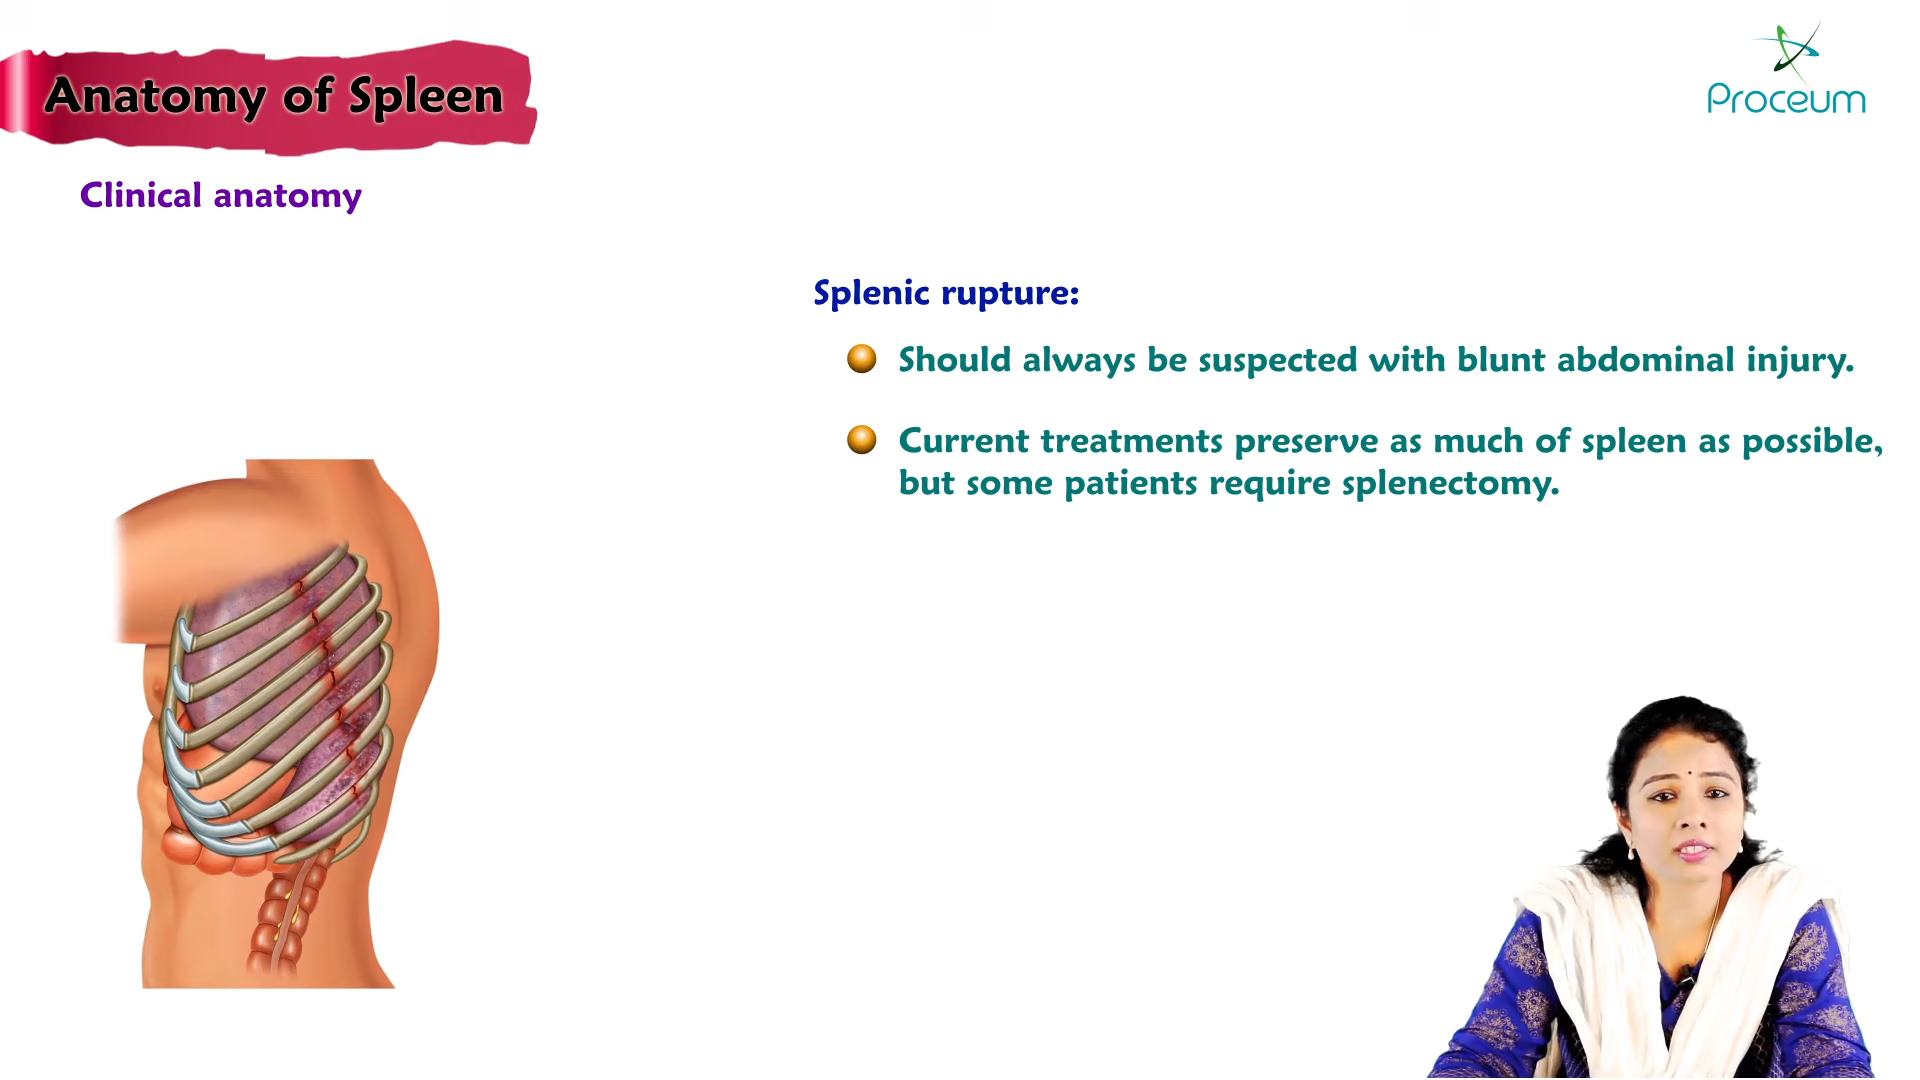 Anatomy of Spleen
Proceum
Clinical anatomy
Splenic rupture:
Should always be suspected with blunt abdominal injury.
Current treatments preserve as much of spleen as possible,
but some patients require splenectomy.